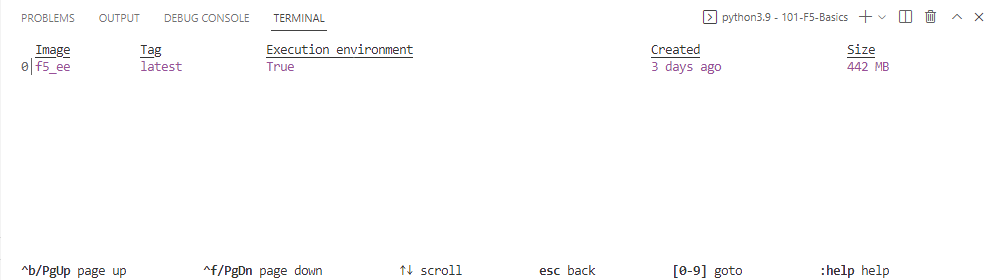 PROBLEMS OUTPUT DEBUG CONSOLE TERMINAL python3.9 - 101-F5-Basics
Image Tag Execution environment Created Size
0│f5_ee latest True 3 days ago 442 MB
^b/PgUp page up ^f/PgDn page down ↑↓ scroll esc back [0-9] goto :help help